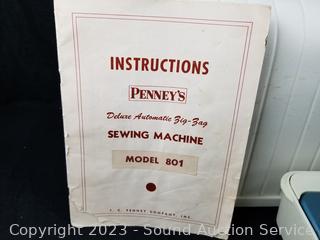 INSTRUCTIONS
PENNEY'S
Deluxe Automatic Zig-Zag
SEWING MACHINE
MODEL 801
J. C. PENNEY COMPANY, INC.
Copyright 2023 - Sound Auction Service